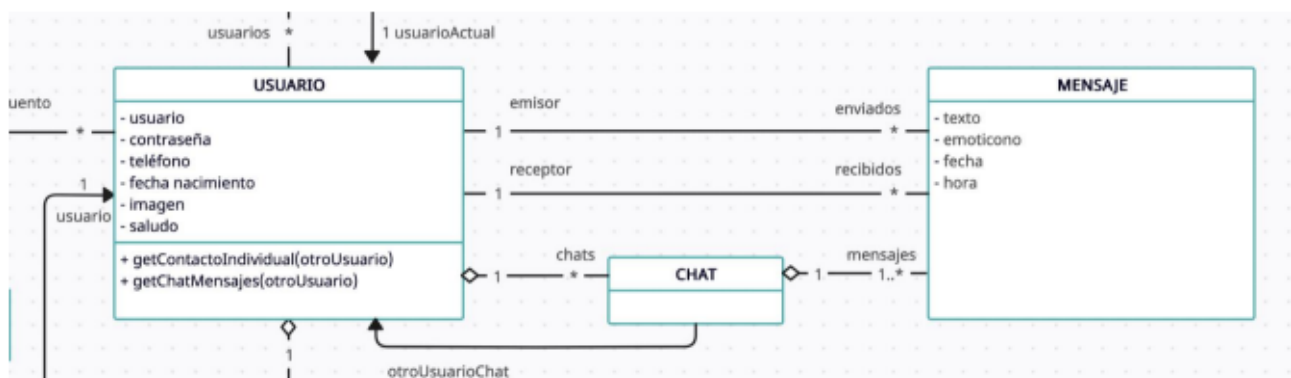 usuarios *
1 usuarioActual
USUARIO
- usuario
- contraseña
- teléfono
- fecha nacimiento
- imagen
- saludo
+ getContactoIndividual(otroUsuario)
+ getChatMensajes(otroUsuario)
uento
*
1
usuario
1
emisor
1
enviados
*
receptor
1
recibidos
*
chats
1
*
CHAT
mensajes
1
1..*
otroUsuarioChat
MENSAJE
- texto
- emoticono
- fecha
- hora